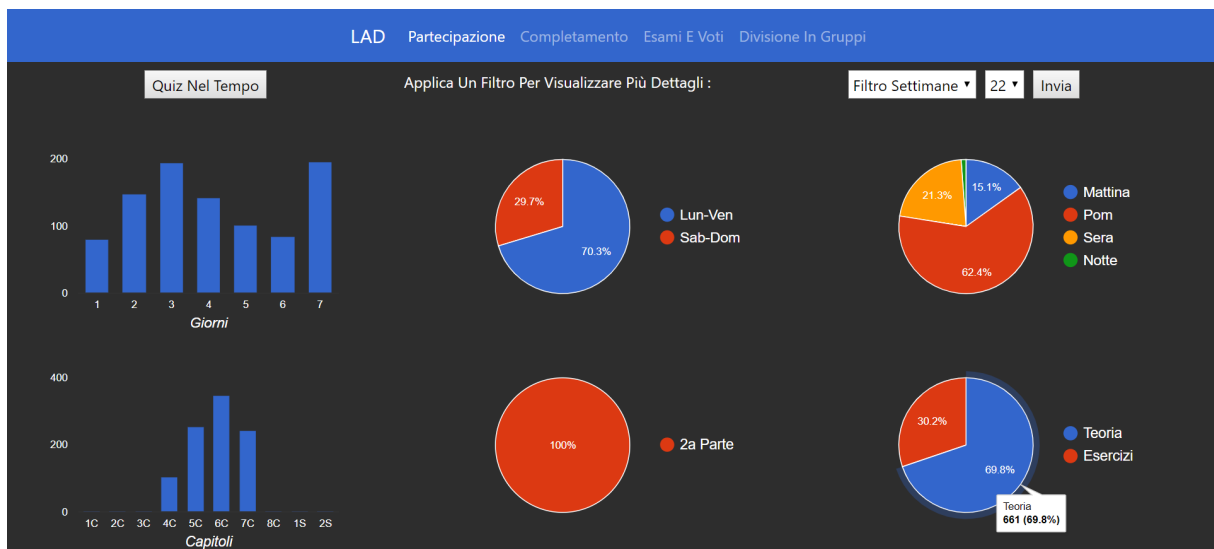 LAD Partecipazione Completamento Esami E Voti Divisione In Gruppi
Quiz Nel Tempo
Applica Un Filtro Per Visualizzare Più Dettagli :
Filtro Settimane 22 Invia
200
100
0
1 2 3 4 5 6 7
Giorni
29.7%
70.3%
Lun-Ven
Sab-Dom
21.3%
15.1%
62.4%
Mattina
Pom
Sera
Notte
400
200
0
1C 2C 3C 4C 5C 6C 7C 8C 1S 2S
Capitoli
100%
2a Parte
30.2%
69.8%
Teoria
Esercizi
Teoria
661 (69.8%)